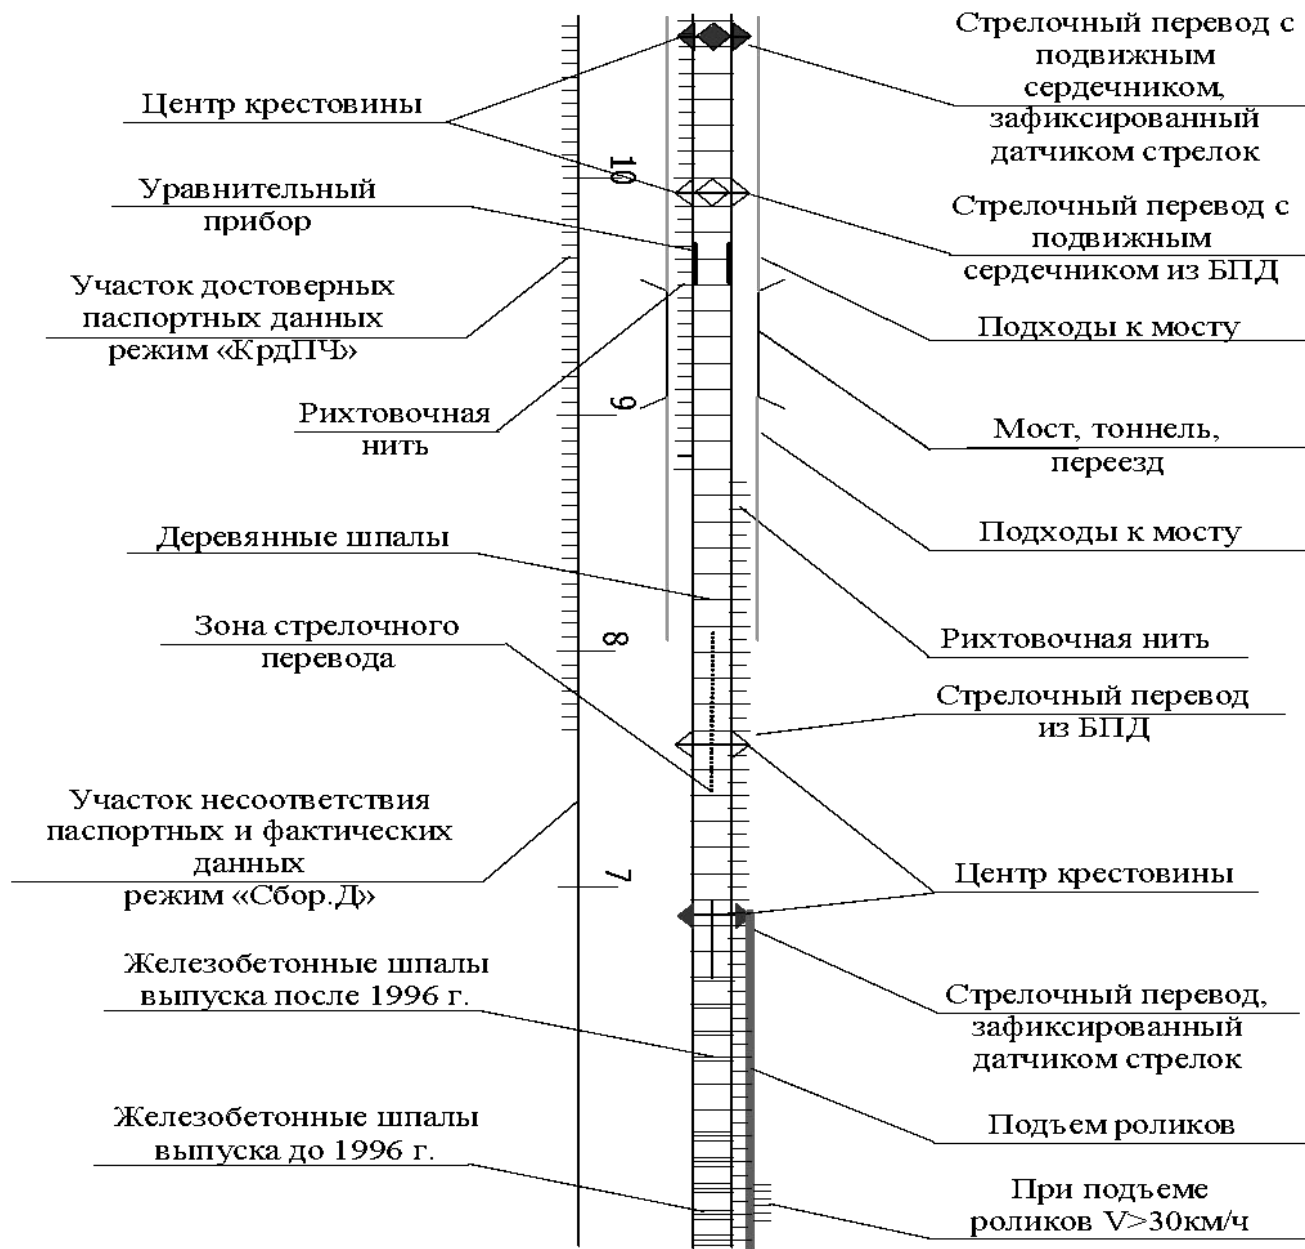 Центр крестовины
Уравнительный
прибор
Участок достоверных
паспортных данных
режим «КрдПЧ»
Рихтовочная
нить
Деревянные шпалы
Зона стрелочного
перевода
Участок несоответствия
паспортных и фактических
данных
режим «Сбор.Д»
Железобетонные шпалы
выпуска после 1996 г.
Железобетонные шпалы
выпуска до 1996 г.
10
9
8
7
Стрелочный перевод с
подвижным
сердечником,
зафиксированный
датчиком стрелок
Стрелочный перевод с
подвижным
сердечником из БПД
Подходы к мосту
Мост, тоннель,
переезд
Подходы к мосту
Рихтовочная нить
Стрелочный перевод
из БПД
Центр крестовины
Стрелочный перевод,
зафиксированный
датчиком стрелок
Подъем роликов
При подъеме
роликов V>30км/ч